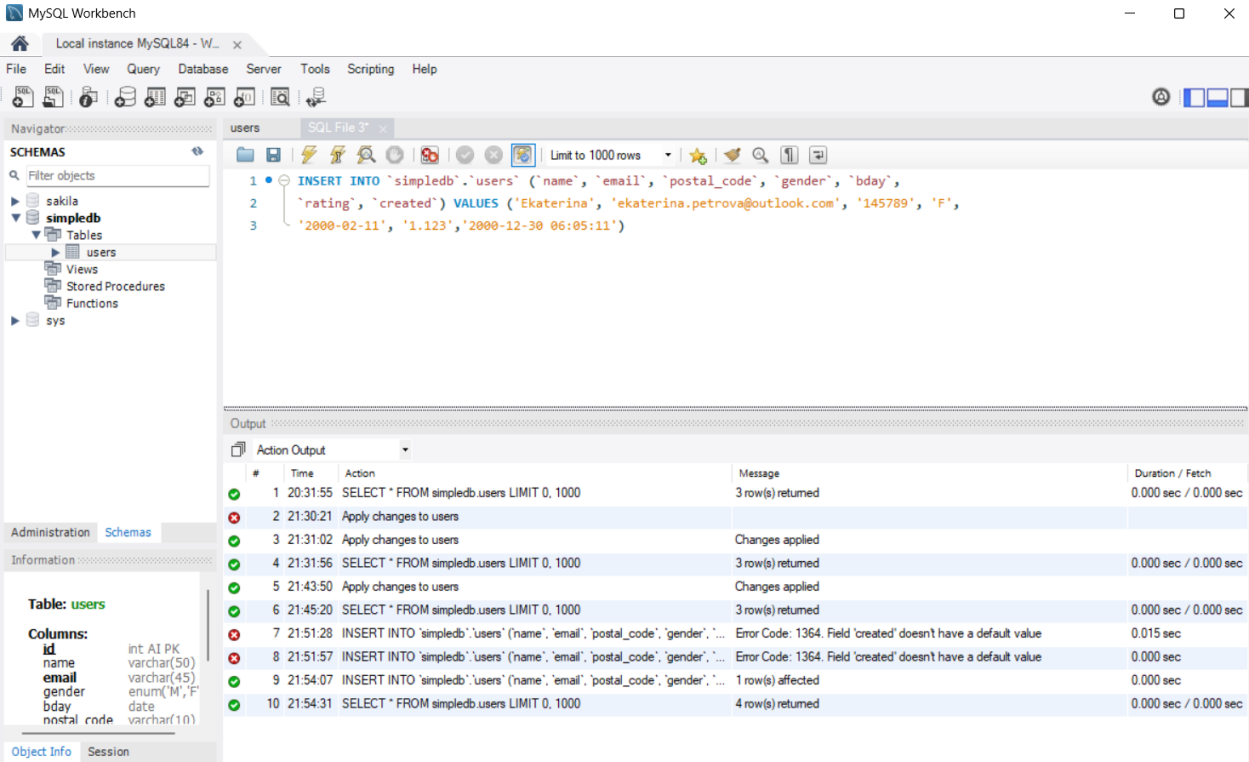 MySQL Workbench
Local instance MySQL84 - W...
File Edit View Query Database Server Tools Scripting Help
Navigator
SCHEMAS
Filter objects
sakila
simpledb
Tables
users
Views
Stored Procedures
Functions
sys
Administration Schemas
Information
Table: users
Columns:
id int AI PK
name varchar(50)
email varchar(45)
gender enum('M','F'
bday date
postal_code varchar(10)
Object Info Session
users SQL File 3*
Limit to 1000 rows
1 INSERT INTO `simpledb`.`users` (`name`, `email`, `postal_code`, `gender`, `bday`,
2 `rating`, `created`) VALUES ('Ekaterina', 'ekaterina.petrova@outlook.com', '145789', 'F',
3 '2000-02-11', '1.123','2000-12-30 06:05:11')
Output
Action Output
# Time Action Message Duration / Fetch
1 20:31:55 SELECT * FROM simpledb.users LIMIT 0, 1000 3 row(s) returned 0.000 sec / 0.000 sec
2 21:30:21 Apply changes to users
3 21:31:02 Apply changes to users Changes applied
4 21:31:56 SELECT * FROM simpledb.users LIMIT 0, 1000 3 row(s) returned 0.000 sec / 0.000 sec
5 21:43:50 Apply changes to users Changes applied
6 21:45:20 SELECT * FROM simpledb.users LIMIT 0, 1000 3 row(s) returned 0.000 sec / 0.000 sec
7 21:51:28 INSERT INTO `simpledb`.`users` (`name`, `email`, `postal_code`, `gender`, `... Error Code: 1364. Field 'created' doesn't have a default value 0.015 sec
8 21:51:57 INSERT INTO `simpledb`.`users` (`name`, `email`, `postal_code`, `gender`, `... Error Code: 1364. Field 'created' doesn't have a default value 0.000 sec
9 21:54:07 INSERT INTO `simpledb`.`users` (`name`, `email`, `postal_code`, `gender`, `... 1 row(s) affected 0.000 sec
10 21:54:31 SELECT * FROM simpledb.users LIMIT 0, 1000 4 row(s) returned 0.000 sec / 0.000 sec